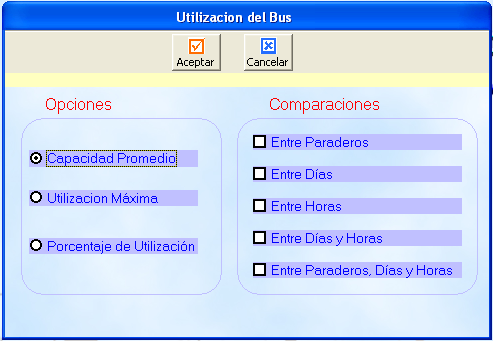 Utilizacion del Bus
Aceptar
Cancelar
Opciones
Capacidad Promedio
Utilizacion Máxima
Porcentaje de Utilización
Comparaciones
Entre Paraderos
Entre Días
Entre Horas
Entre Días y Horas
Entre Paraderos, Días y Horas